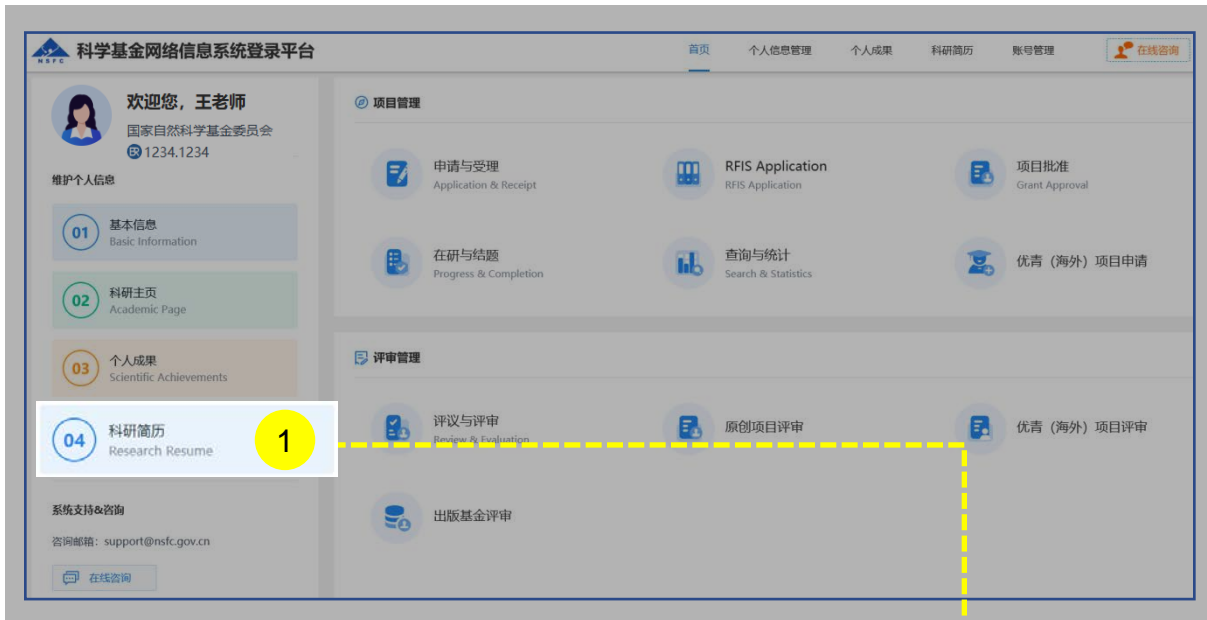 NSFC
科学基金网络信息系统登录平台
首页 个人信息管理 个人成果 科研简历 账号管理 在线咨询
欢迎您，王老师
国家自然科学基金委员会
ID 1234.1234
维护个人信息
01 基本信息
Basic Information
02 科研主页
Academic Page
03 个人成果
Scientific Achievements
04 科研简历
Research Resume
1
系统支持&咨询
咨询邮箱：support@nsfc.gov.cn
在线咨询
项目管理
申请与受理
Application & Receipt
RFIS Application
RFIS Application
项目批准
Grant Approval
在研与结题
Progress & Completion
查询与统计
Search & Statistics
优青（海外）项目申请
评审管理
评议与评审
Review & Evaluation
原创项目评审
优青（海外）项目评审
出版基金评审